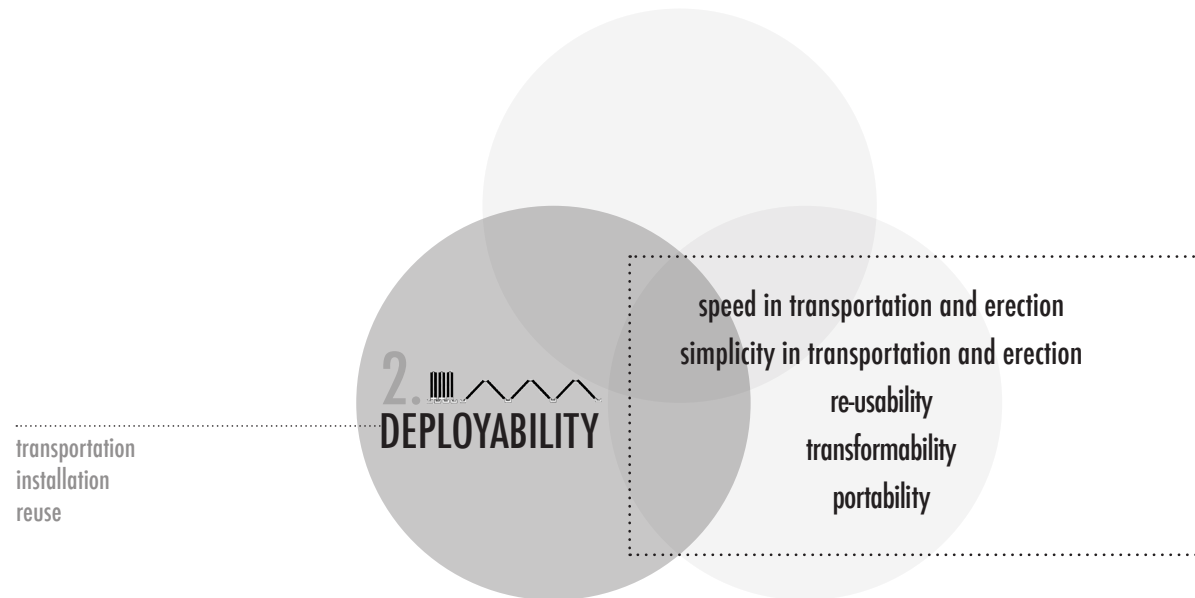 2.
DEPLOYABILITY
transportation
installation
reuse
speed in transportation and erection
simplicity in transportation and erection
re-usability
transformability
portability